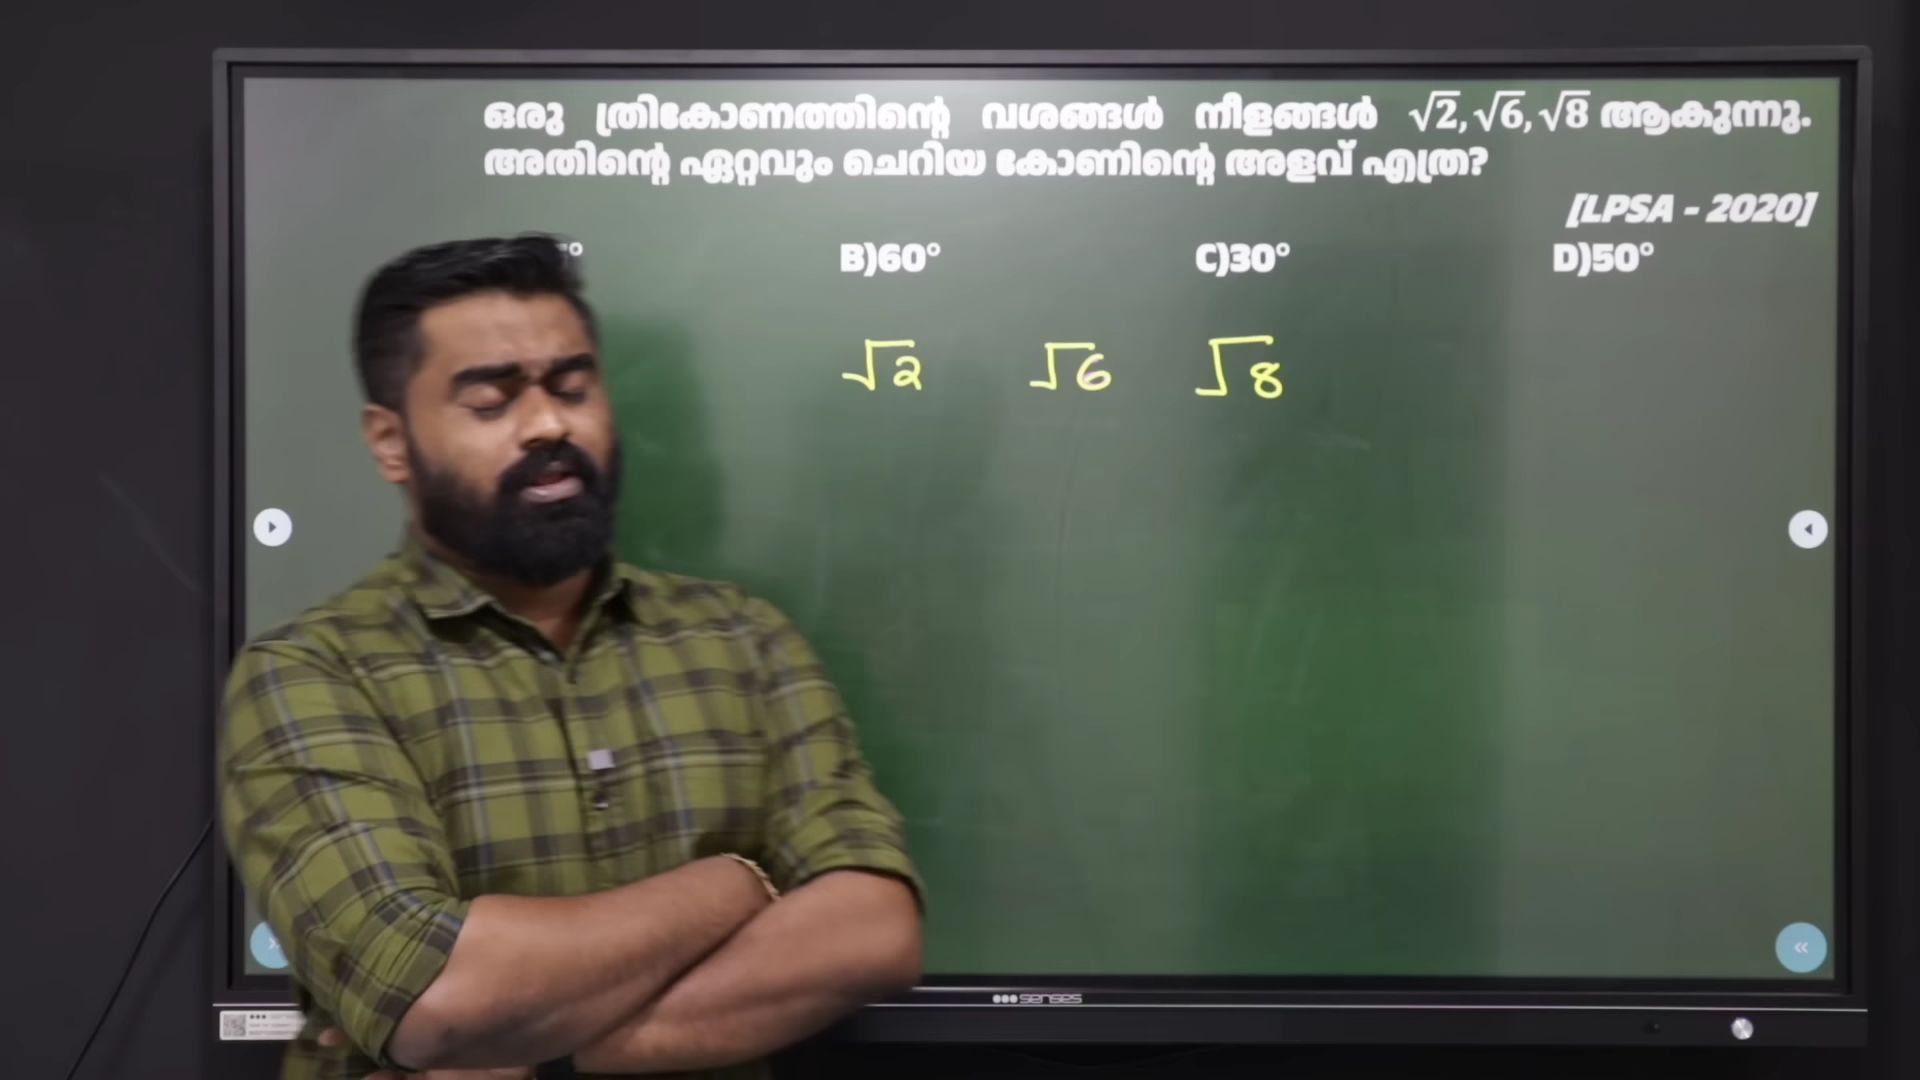 ഒരു ത്രികോണത്തിന്റെ വശങ്ങൾ നീളങ്ങൾ √2, √6, √8 ആകുന്നു.
അതിന്റെ ഏറ്റവും ചെറിയ കോണിന്റെ അളവ് എത്ര?
[LPSA - 2020]
B)60° C)30° D)50°
√2 √6 √8
senses